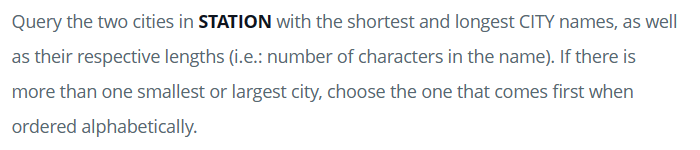 Query the two cities in STATION with the shortest and longest CITY names, as well
as their respective lengths (i.e.: number of characters in the name). If there is
more than one smallest or largest city, choose the one that comes first when
ordered alphabetically.